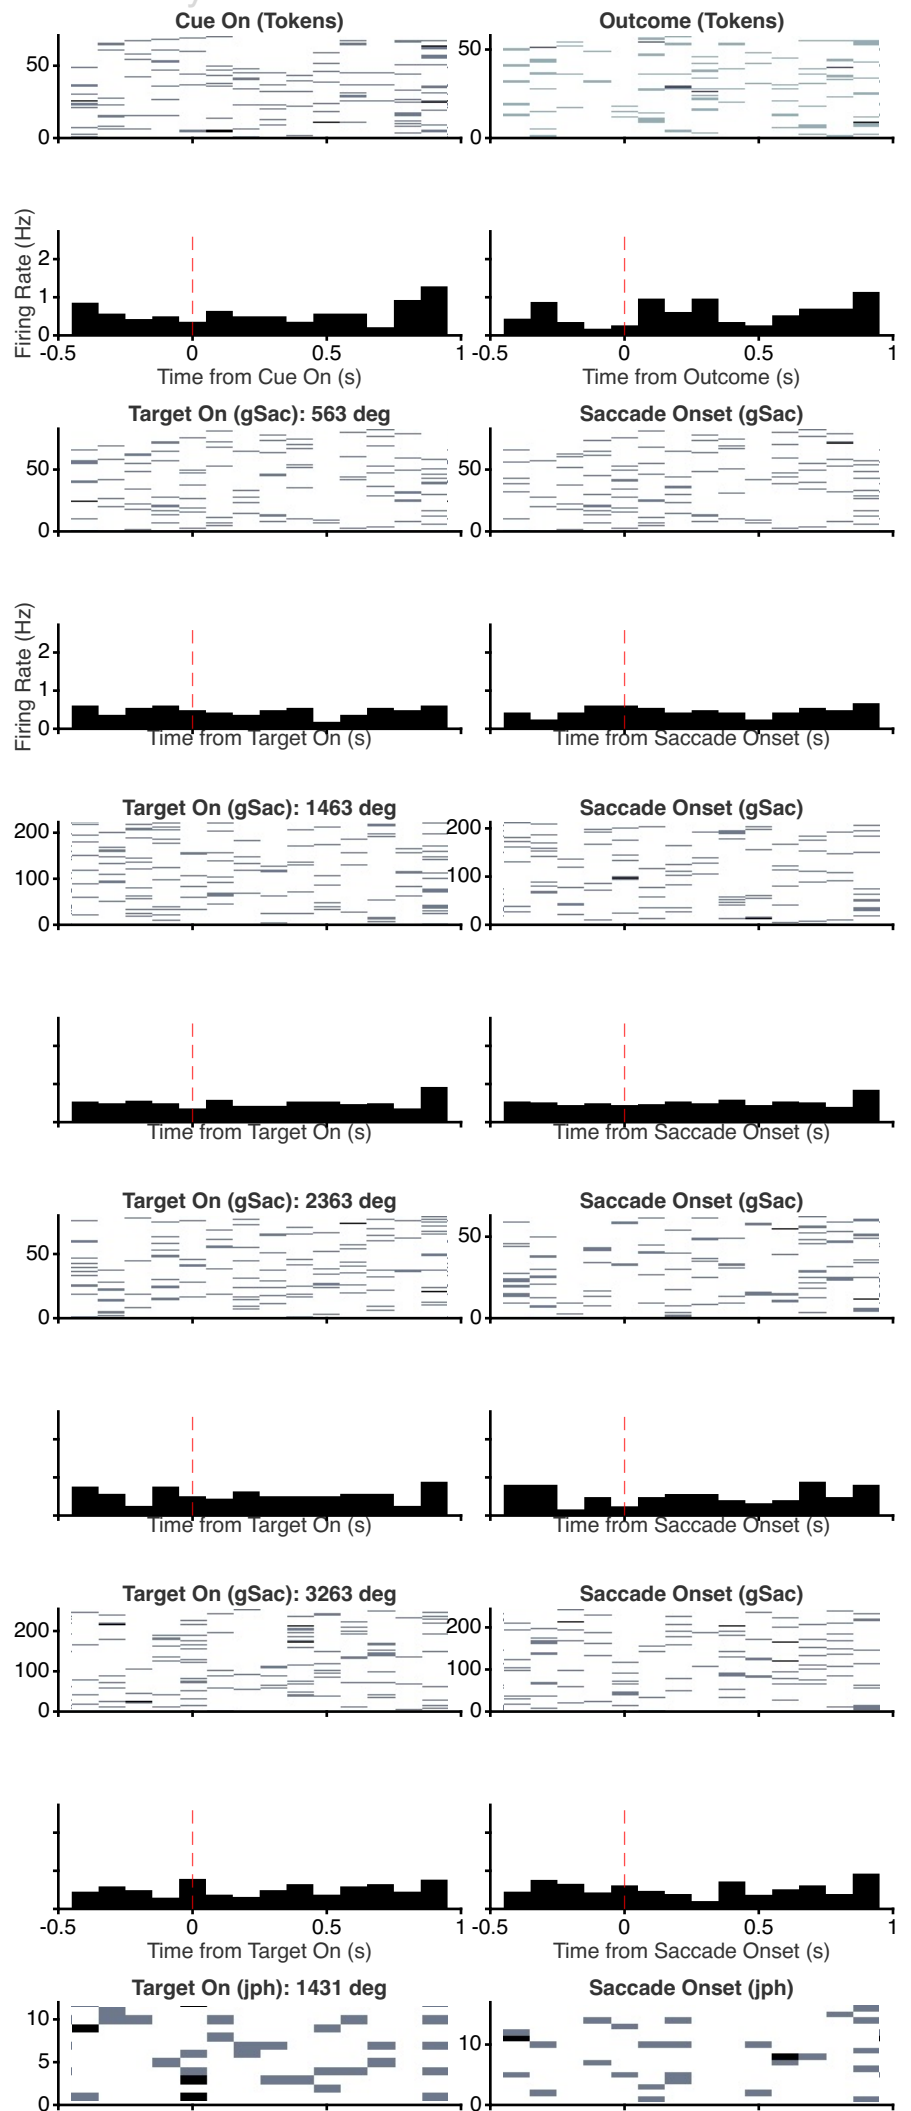 Cue On (Tokens) Outcome (Tokens)
50 50
0 0
Firing Rate (Hz)
2
1
0
-0.5 0 0.5 1 -0.5 0 0.5 1
Time from Cue On (s) Time from Outcome (s)
Target On (gSac): 563 deg Saccade Onset (gSac)
50 50
0 0
Firing Rate (Hz)
2
1
0
Time from Target On (s) Time from Saccade Onset (s)
Target On (gSac): 1463 deg Saccade Onset (gSac)
200 200
100 100
0 0
Time from Target On (s) Time from Saccade Onset (s)
Target On (gSac): 2363 deg Saccade Onset (gSac)
50 50
0 0
Time from Target On (s) Time from Saccade Onset (s)
Target On (gSac): 3263 deg Saccade Onset (gSac)
200 200
100 100
0 0
-0.5 0 0.5 1 -0.5 0 0.5 1
Time from Target On (s) Time from Saccade Onset (s)
Target On (jph): 1431 deg Saccade Onset (jph)
10 10
5
0 0